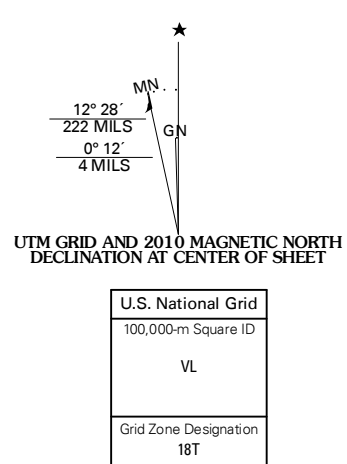 ★
MN
12° 28´
222 MILS
GN
0° 12´
4 MILS
UTM GRID AND 2010 MAGNETIC NORTH
DECLINATION AT CENTER OF SHEET
U.S. National Grid
100,000-m Square ID
VL
Grid Zone Designation
18T